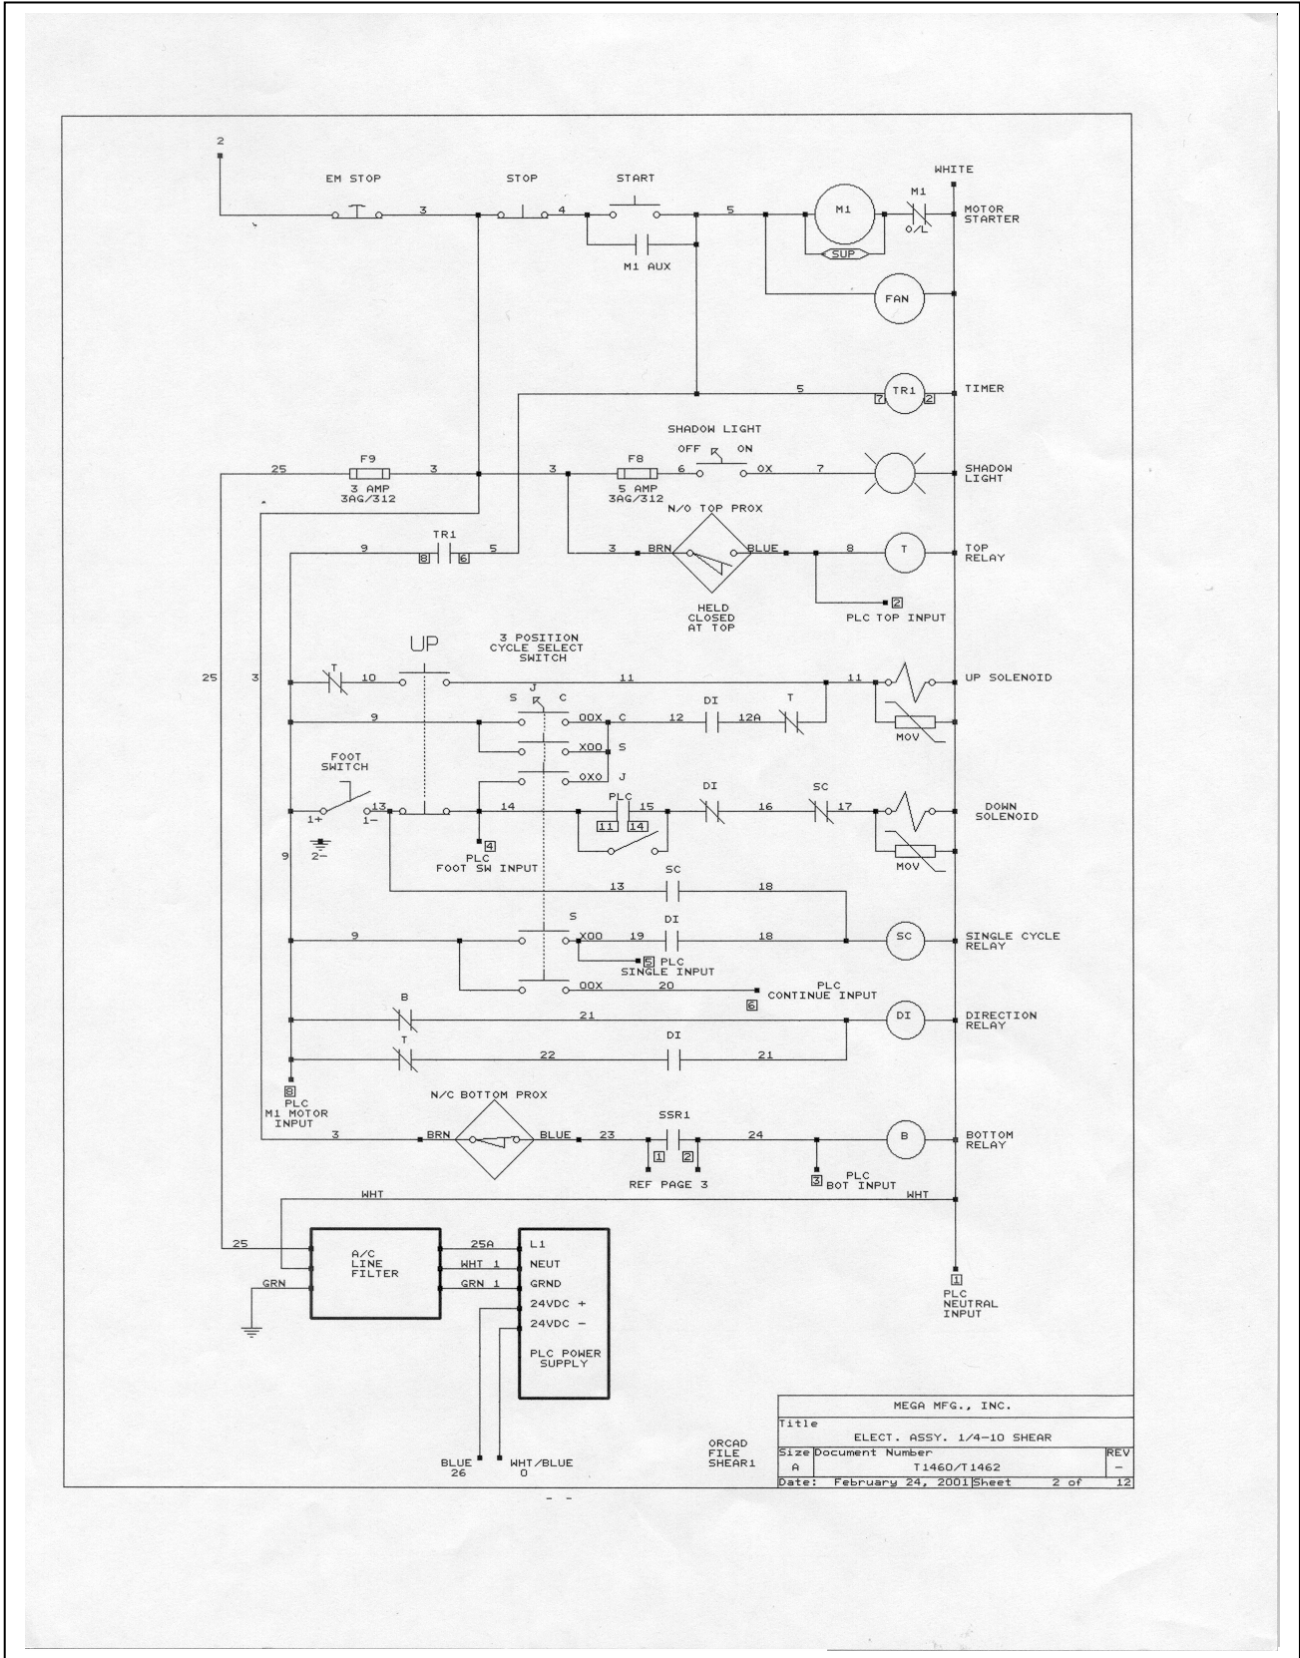 2
WHITE
EM STOP STOP START
3 4 5 M1 M1 MOTOR
STARTER
O/L
SUP
M1 AUX
FAN
5 TR1 TIMER
7 2
SHADOW LIGHT
OFF ON
25 F9 3 3 F8 6 OX 7 SHADOW
LIGHT
3 AMP 5 AMP
3AG/312 3AG/312
N/O TOP PROX
TR1
9 5 3 BRN BLUE 8 T TOP
RELAY
8 6
2
PLC TOP INPUT
HELD
CLOSED
AT TOP
UP
3 POSITION
CYCLE SELECT
SWITCH
25 3 T 10 11 11 UP SOLENOID
S J C DI T
9 OOX C 12 12A
MOV
XOO S
FOOT
SWITCH
OXO J
PLC DI SC
13 14 15 16 17 DOWN
SOLENOID
1+ 1- 11 14
2-
4
PLC
FOOT SW INPUT
9
MOV
SC
13 18
S DI
9 XOO 19 18 SC SINGLE CYCLE
RELAY
5 PLC
SINGLE INPUT
OOX 20 PLC
CONTINUE INPUT
6
B
21 DI DIRECTION
RELAY
T DI
22 21
8
PLC
M1 MOTOR
INPUT
N/C BOTTOM PROX
SSR1
3 BRN BLUE 23 24 B BOTTOM
RELAY
1 2
REF PAGE 3
3 PLC
BOT INPUT
WHT WHT
25 A/C
LINE
FILTER
GRN
25A L1
WHT 1 NEUT
GRN 1 GRND
24VDC +
24VDC -
PLC POWER
SUPPLY
1
PLC
NEUTRAL
INPUT
BLUE
26
WHT/BLUE
0
ORCAD
FILE
SHEAR1
MEGA MFG., INC.
Title
ELECT. ASSY. 1/4-10 SHEAR
Size Document Number REV
A T1460/T1462 -
Date: February 24, 2001 Sheet 2 of 12